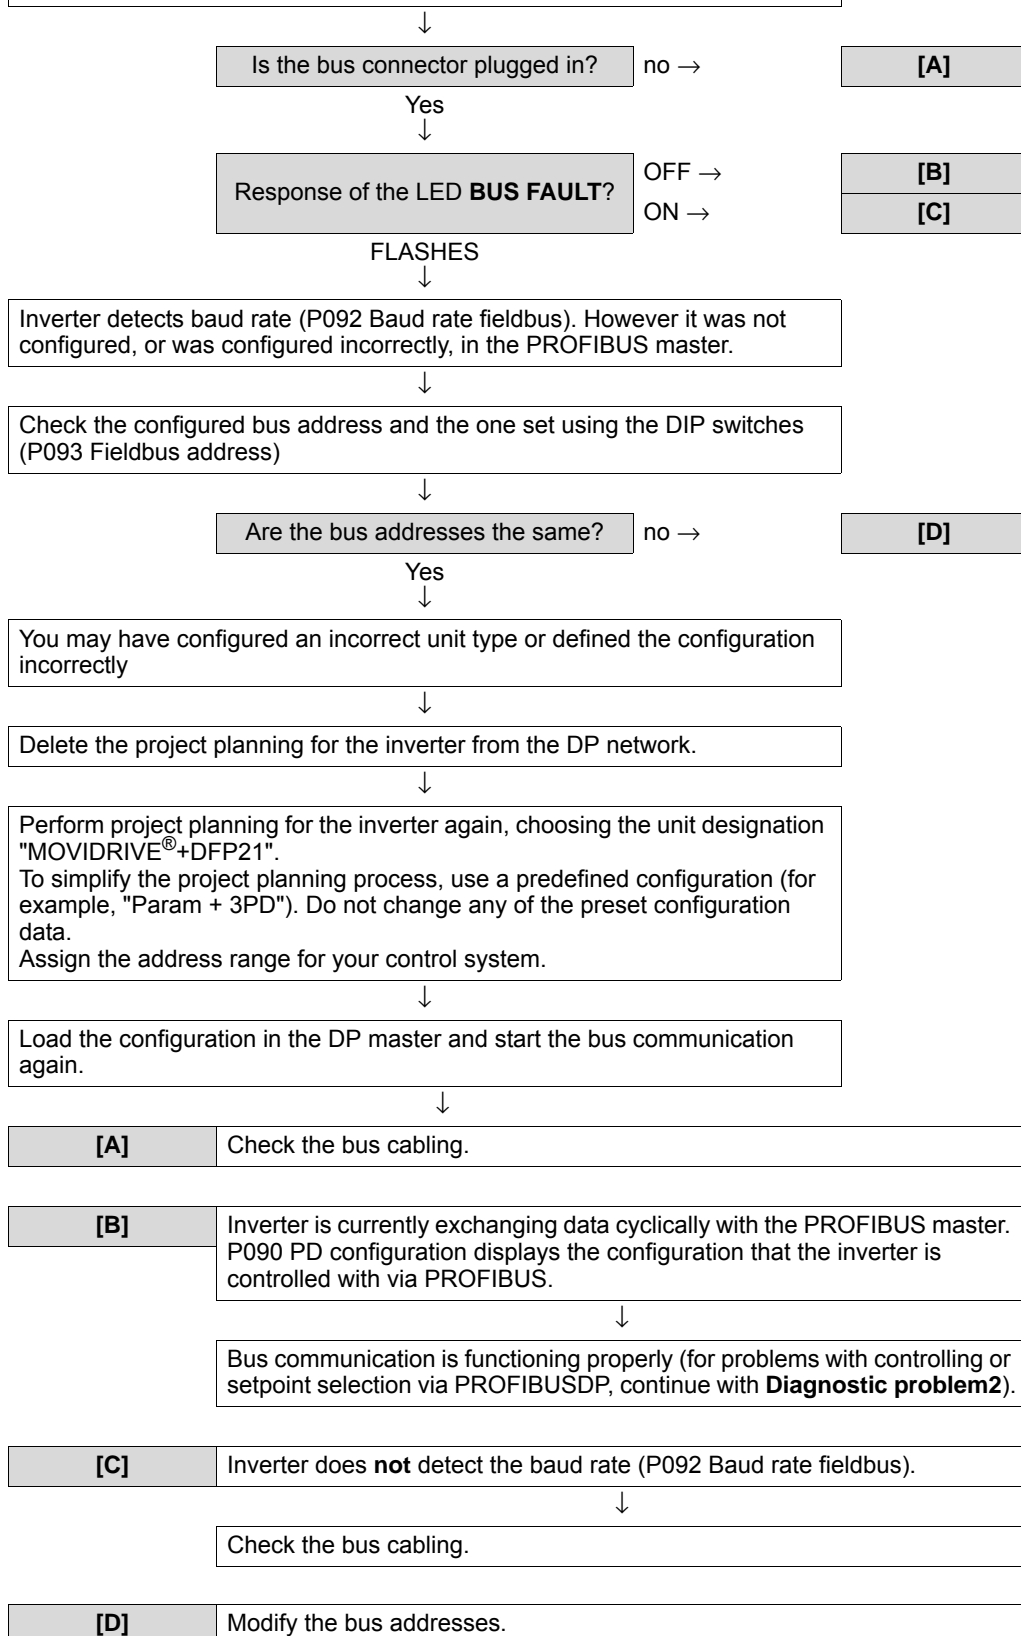 ↓
Is the bus connector plugged in? no → [A]
Yes
↓
Response of the LED BUS FAULT? OFF → [B]
ON → [C]
FLASHES
↓
Inverter detects baud rate (P092 Baud rate fieldbus). However it was not
configured, or was configured incorrectly, in the PROFIBUS master.
↓
Check the configured bus address and the one set using the DIP switches
(P093 Fieldbus address)
↓
Are the bus addresses the same? no → [D]
Yes
↓
You may have configured an incorrect unit type or defined the configuration
incorrectly
↓
Delete the project planning for the inverter from the DP network.
↓
Perform project planning for the inverter again, choosing the unit designation
"MOVIDRIVE®+DFP21".
To simplify the project planning process, use a predefined configuration (for
example, "Param + 3PD"). Do not change any of the preset configuration
data.
Assign the address range for your control system.
↓
Load the configuration in the DP master and start the bus communication
again.
↓
[A] Check the bus cabling.
[B] Inverter is currently exchanging data cyclically with the PROFIBUS master.
P090 PD configuration displays the configuration that the inverter is
controlled with via PROFIBUS.
↓
Bus communication is functioning properly (for problems with controlling or
setpoint selection via PROFIBUSDP, continue with Diagnostic problem2).
[C] Inverter does not detect the baud rate (P092 Baud rate fieldbus).
↓
Check the bus cabling.
[D] Modify the bus addresses.